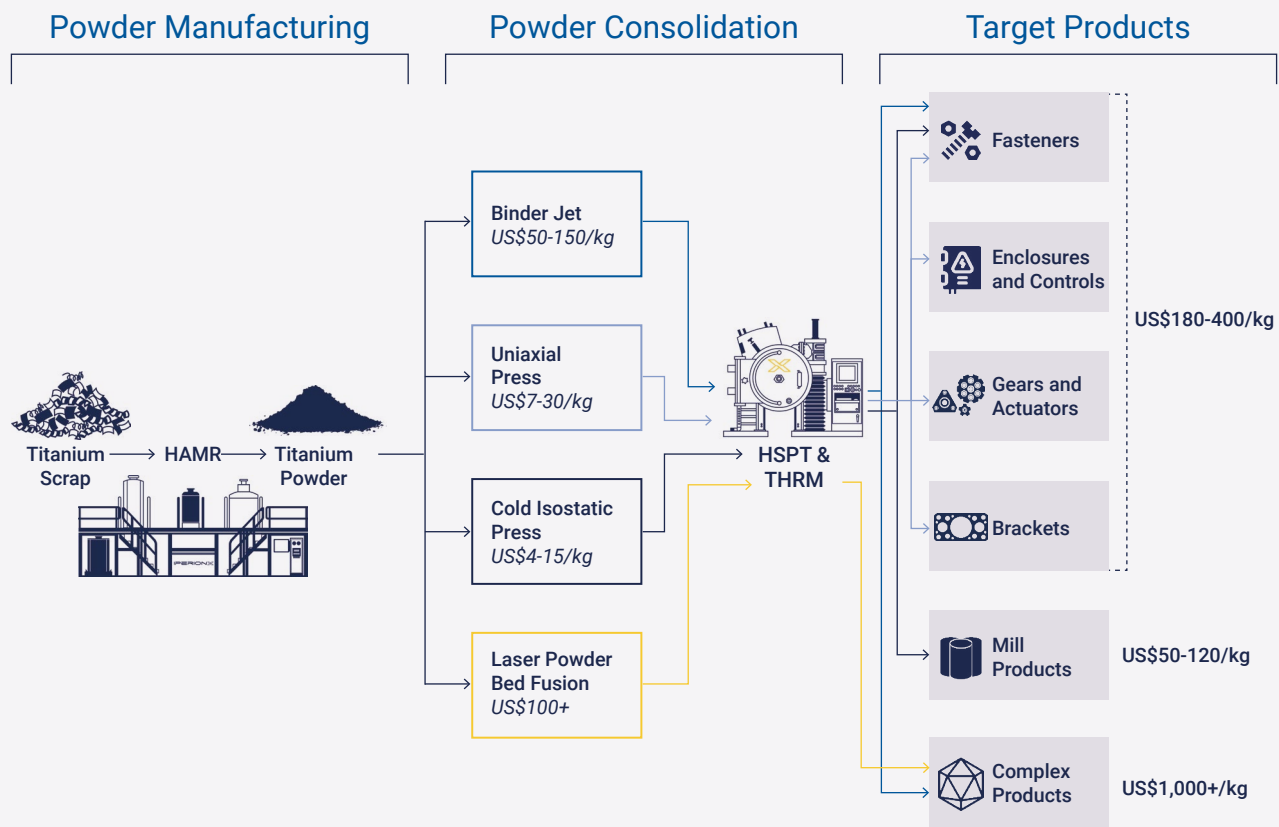 Powder Manufacturing
Powder Consolidation
Target Products
Titanium
Scrap
HAMR
Titanium
Powder
IPERIONX
Binder Jet
US$50-150/kg
Uniaxial
Press
US$7-30/kg
Cold Isostatic
Press
US$4-15/kg
Laser Powder
Bed Fusion
US$100+
HSPT &
THRM
Fasteners
Enclosures
and Controls
Gears and
Actuators
Brackets
US$180-400/kg
Mill
Products
US$50-120/kg
Complex
Products
US$1,000+/kg